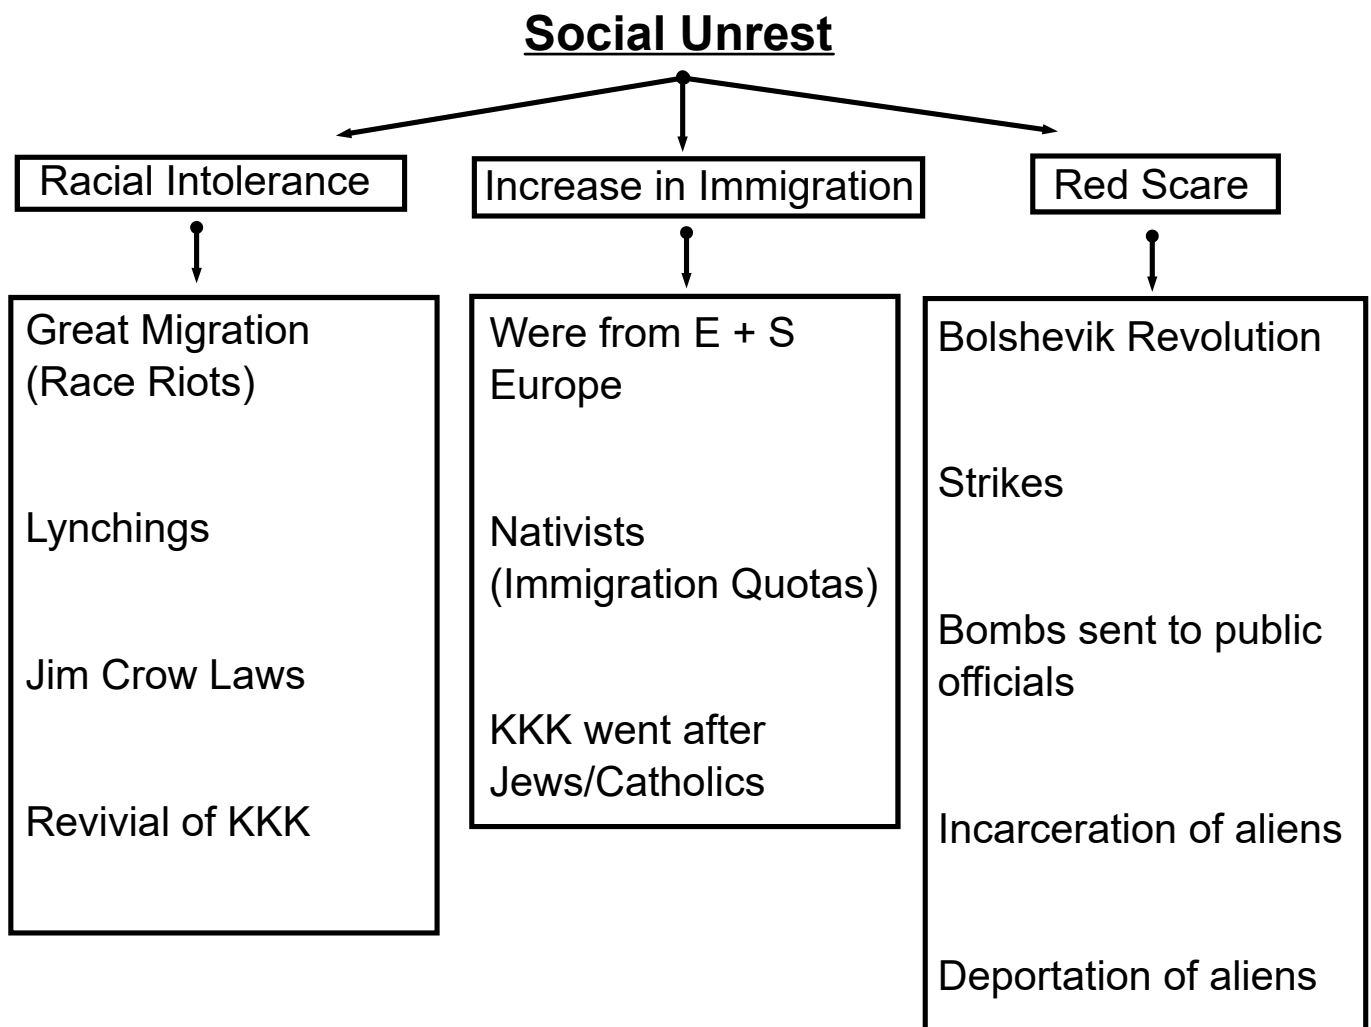 Social Unrest
Racial Intolerance
Great Migration
(Race Riots)
Lynchings
Jim Crow Laws
Revivial of KKK
Increase in Immigration
Were from E + S
Europe
Nativists
(Immigration Quotas)
KKK went after
Jews/Catholics
Red Scare
Bolshevik Revolution
Strikes
Bombs sent to public
officials
Incarceration of aliens
Deportation of aliens